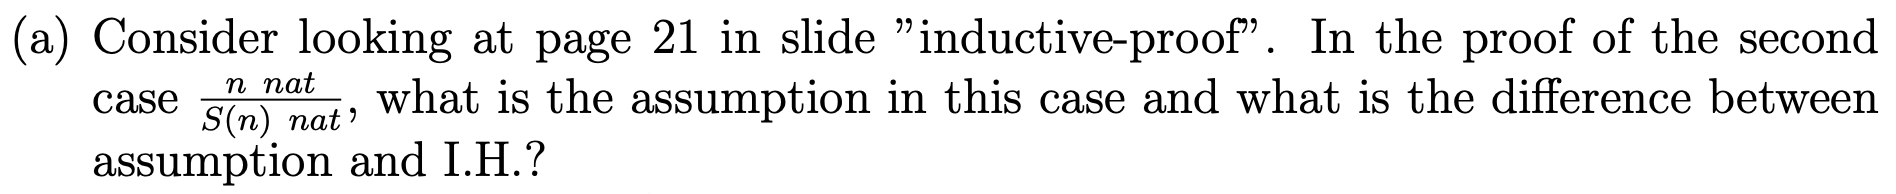 (a) Consider looking at page 21 in slide ”inductive-proof”. In the proof of the second
case \frac{n nat}{S(n) nat}, what is the assumption in this case and what is the difference between
assumption and I.H.?